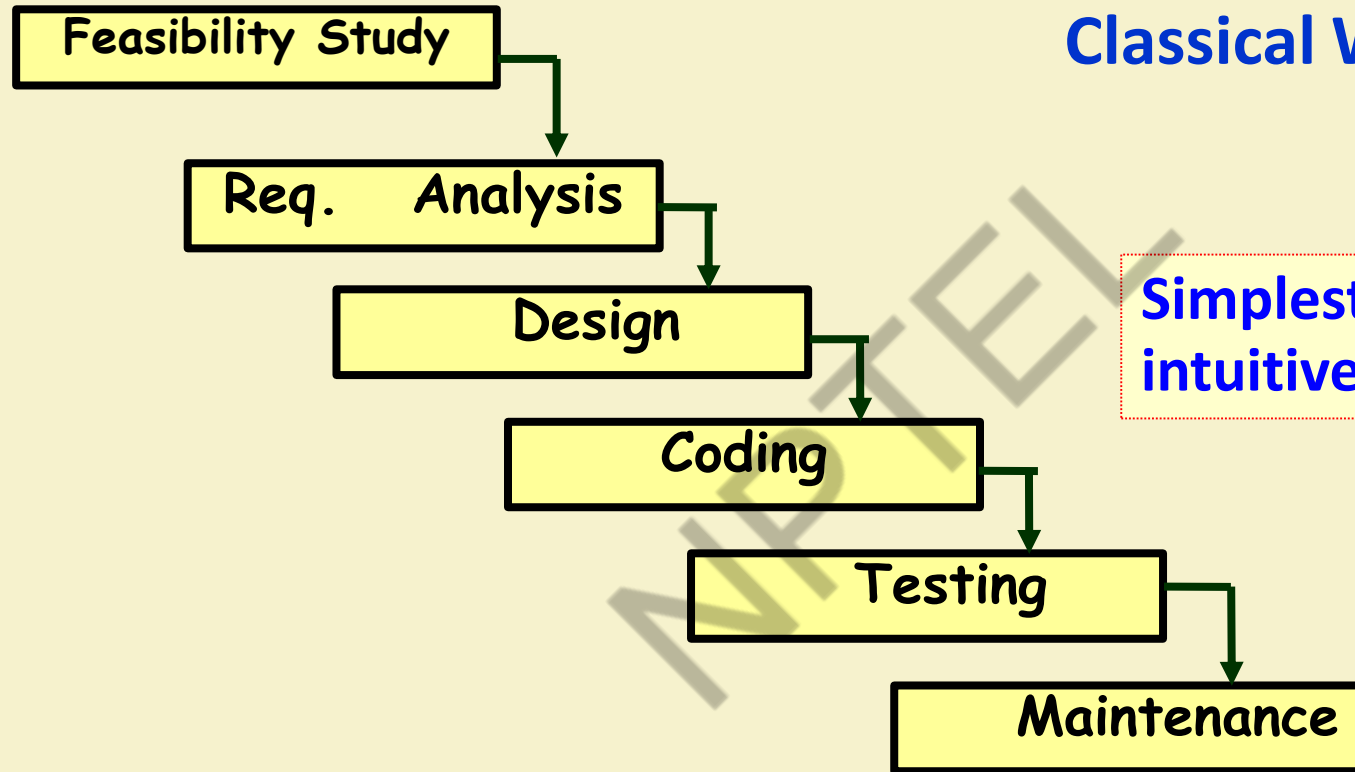 Feasibility Study
Classical
Req. Analysis
Simplest
intuitive
Design
Coding
Testing
Maintenance
NPTEL